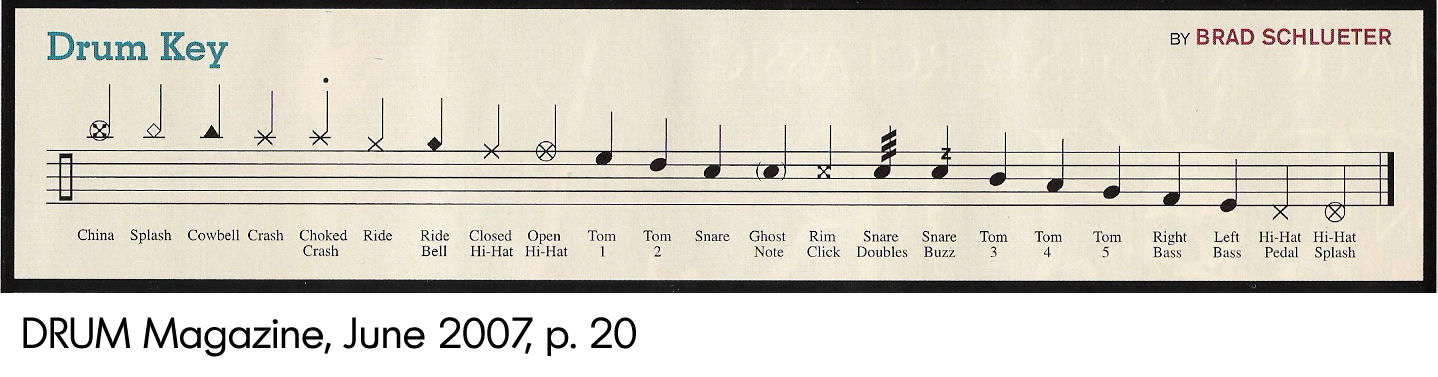 Drum Key
BY BRAD SCHLUETER
z
China Splash Cowbell Crash Choked Crash Ride Ride Bell Closed Hi-Hat Open Hi-Hat Tom 1 Tom 2 Snare Ghost Note Rim Click Snare Doubles Snare Buzz Tom 3 Tom 4 Tom 5 Right Bass Left Bass Hi-Hat Pedal Hi-Hat Splash
DRUM Magazine, June 2007, p. 20